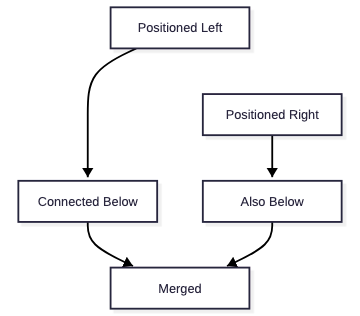 Positioned Left
Positioned Right
Connected Below
Also Below
Merged